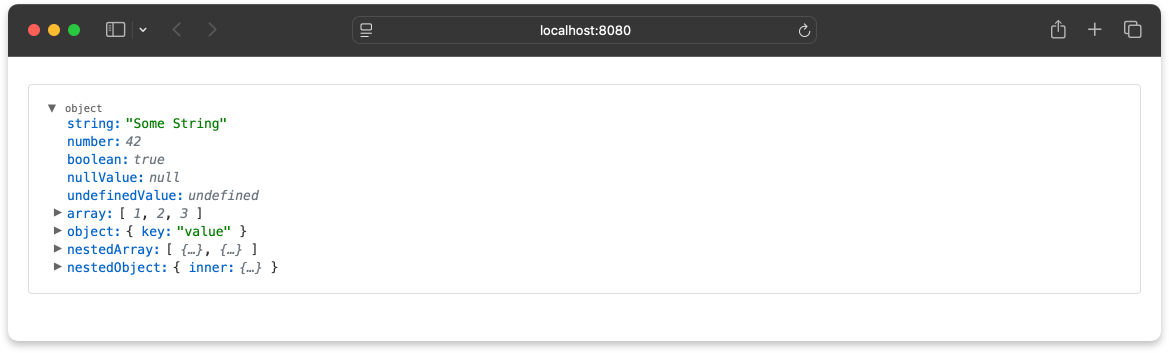 localhost:8080
▼ object
string: "Some String"
number: 42
boolean: true
nullValue: null
undefinedValue: undefined
▶ array: [ 1, 2, 3 ]
▶ object: { key: "value" }
▶ nestedArray: [ {…}, {…} ]
▶ nestedObject: { inner: {…} }